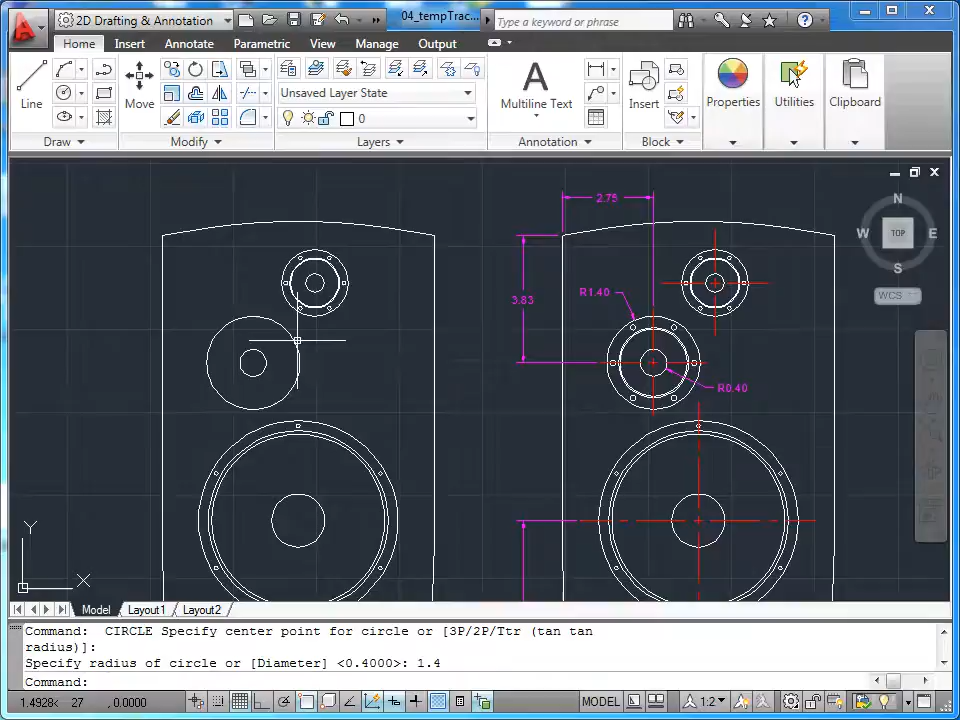 2D Drafting & Annotation
04_tempTrac...
Type a keyword or phrase
Home Insert Annotate Parametric View Manage Output
Line
Move
Unsaved Layer State
0
Multiline Text
Insert
Properties
Utilities
Clipboard
Draw
Modify
Layers
Annotation
Block
N
W
TOP
E
S
WCS
2.75
3.83
R1.40
R0.40
Y
X
Model Layout1 Layout2
Command: CIRCLE Specify center point for circle or [3P/2P/Ttr (tan tan
radius)]:
Specify radius of circle or [Diameter] <0.4000>: 1.4
Command:
1.4928< 27 , 0.0000
MODEL
1:2